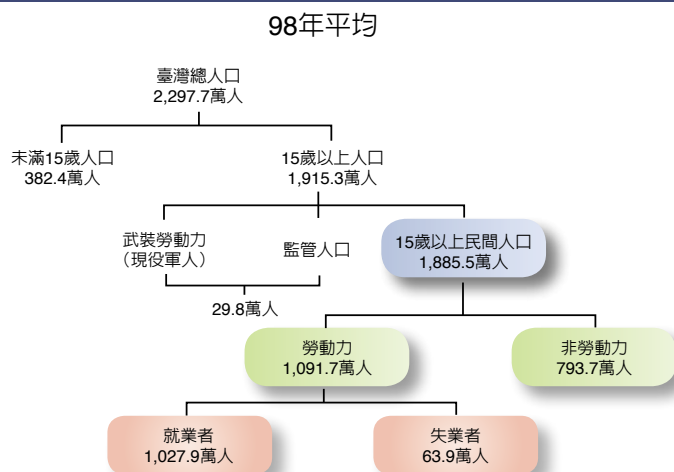 98年平均
臺灣總人口
2,297.7萬人
未滿15歲人口
382.4萬人
15歲以上人口
1,915.3萬人
武裝勞動力
（現役軍人）
監管人口
29.8萬人
15歲以上民間人口
1,885.5萬人
勞動力
1,091.7萬人
非勞動力
793.7萬人
就業者
1,027.9萬人
失業者
63.9萬人